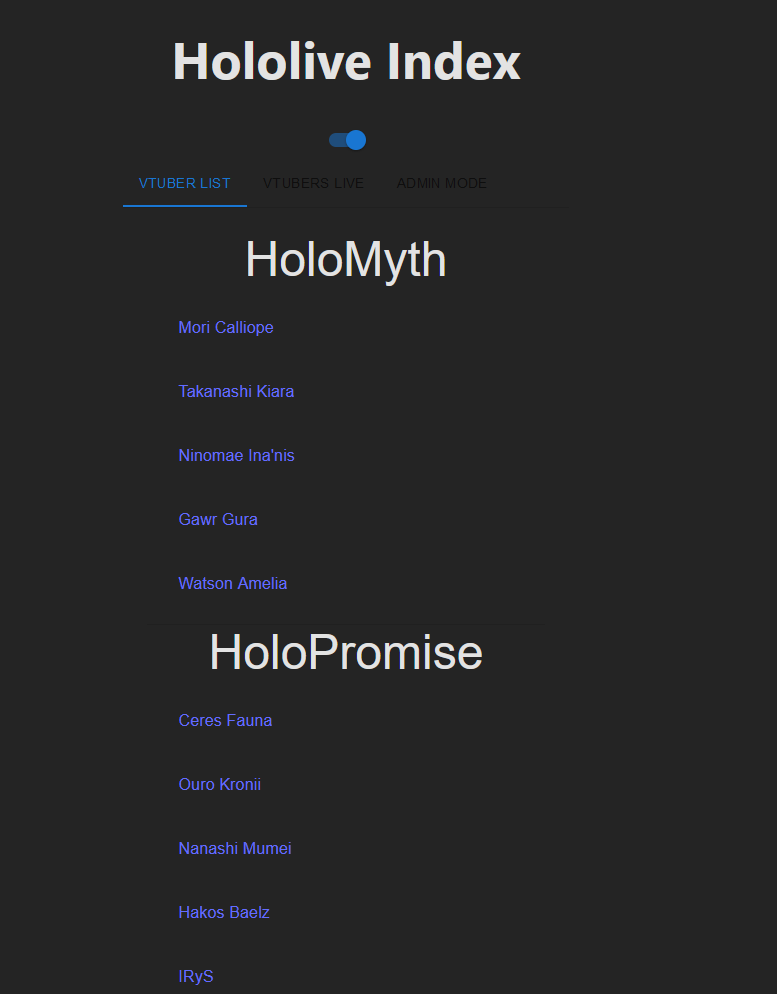 Hololive Index
VTUBER LIST VTUBERS LIVE ADMIN MODE
HoloMyth
Mori Calliope
Takanashi Kiara
Ninomae Ina'nis
Gawr Gura
Watson Amelia
HoloPromise
Ceres Fauna
Ouro Kronii
Nanashi Mumei
Hakos Baelz
IRyS